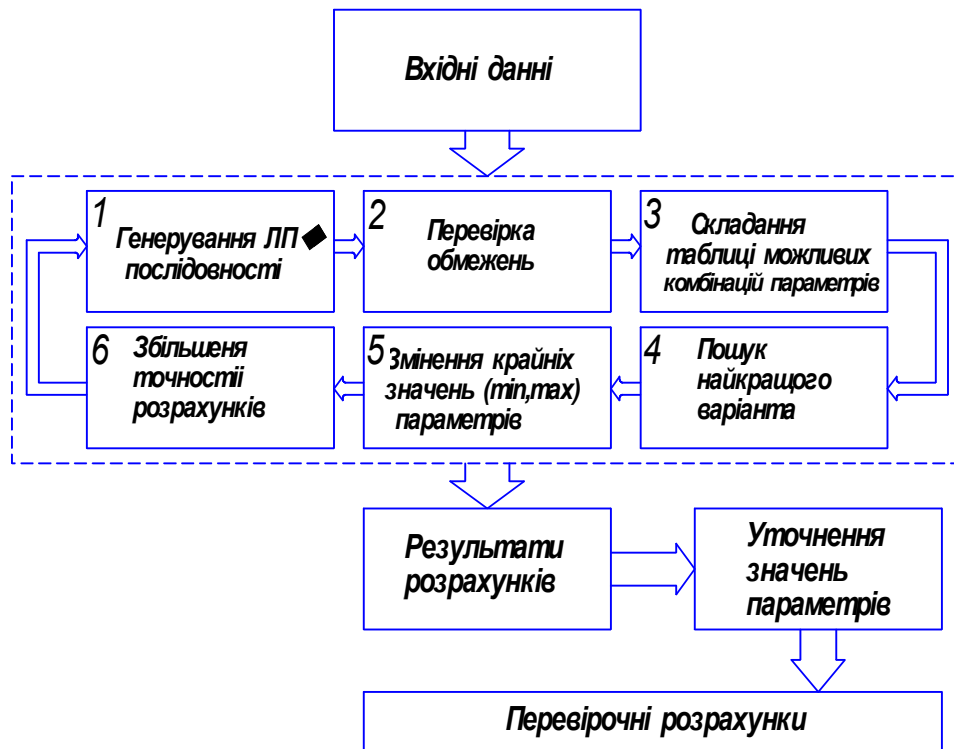 Вхідні данні
1
Генерування ЛП
послідовності
2
Перевірка
обмежень
3
Складання
таблиці можливих
комбінацій параметрів
6
Збільшеня
точностіі
розрахунків
5
Змінення крайніх
значень (min,max)
параметрів
4
Пошук
найкращого
варіанта
Результати
розрахунків
Уточнення
значень
параметрів
Перевірочні розрахунки